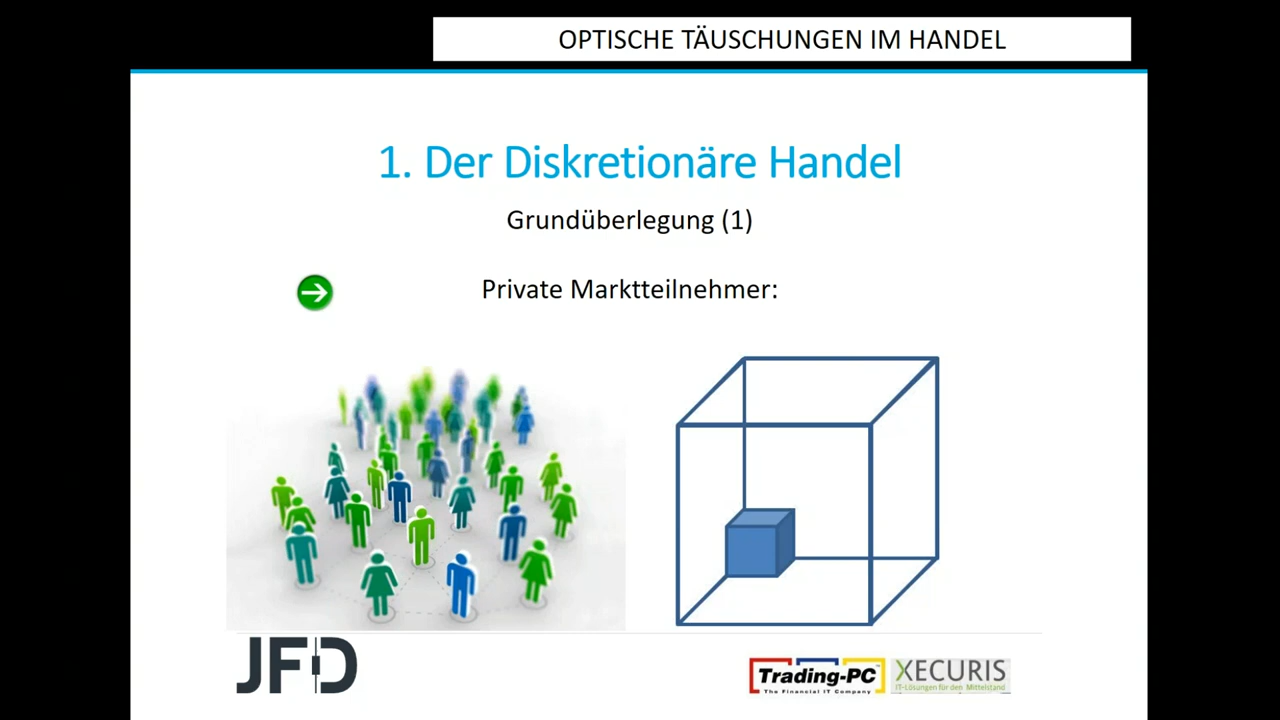 OPTISCHE TÄUSCHUNGEN IM HANDEL
1. Der Diskretionäre Handel
Grundüberlegung (1)
Private Marktteilnehmer:
JFD
Trading-PC
The Financial IT Company
XECURIS
IT-Lösungen für den Mittelstand